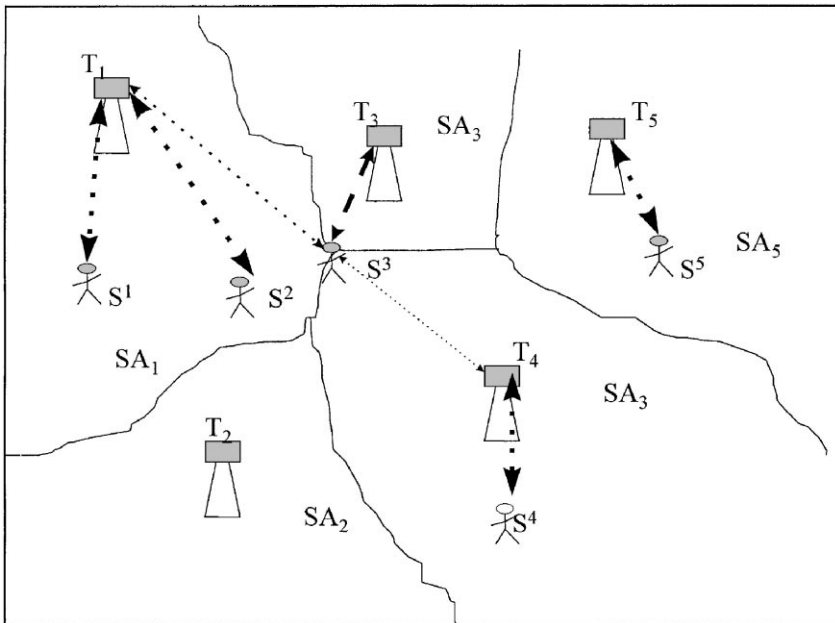 T₁
T₃
SA₃
T₅
S¹
S²
S³
S⁵
SA₅
SA₁
T₄
SA₃
T₂
SA₂
S⁴